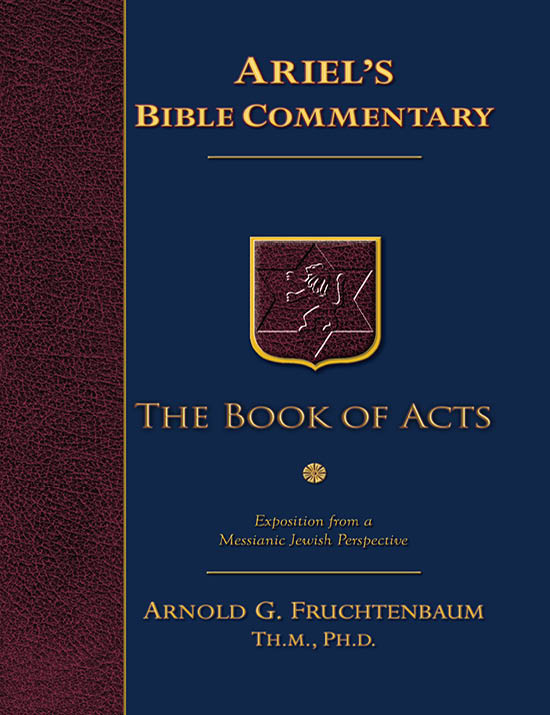 ARIEL'S
BIBLE COMMENTARY
THE BOOK OF ACTS
Exposition from a
Messianic Jewish Perspective
ARNOLD G. FRUCHTENBAUM
TH.M., PH.D.